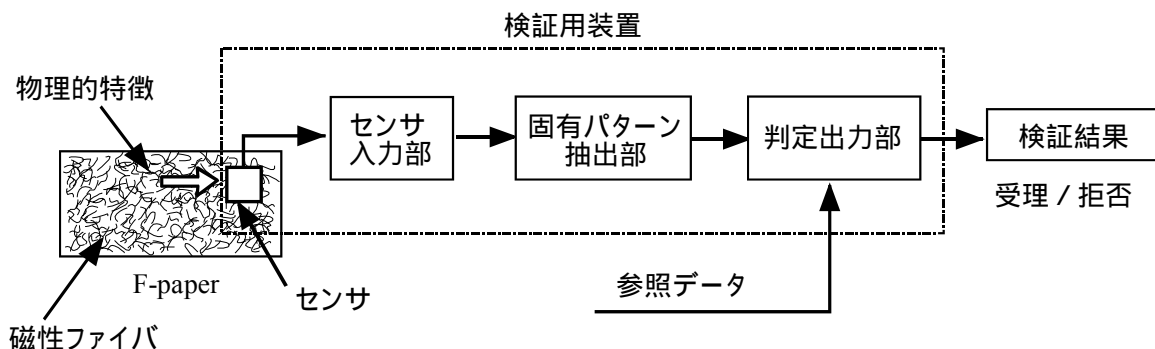 検証用装置
物理的特徴
センサ
入力部
固有パターン
抽出部
判定出力部
検証結果
受理 / 拒否
F-paper
センサ
参照データ
磁性ファイバ